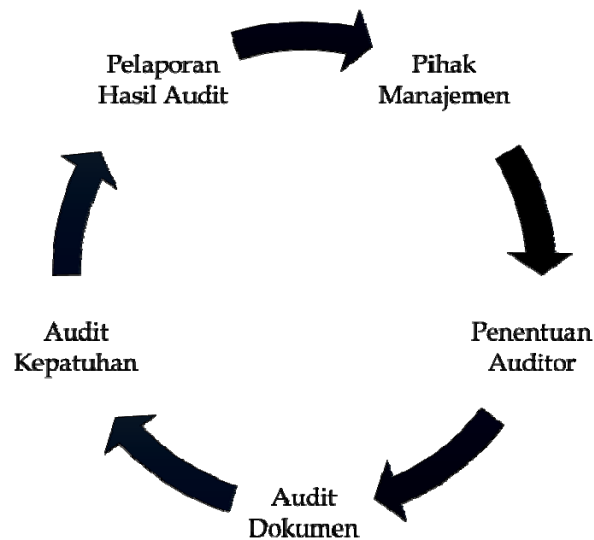 Pelaporan
Hasil Audit
Pihak
Manajemen
Penentuan
Auditor
Audit
Dokumen
Audit
Kepatuhan